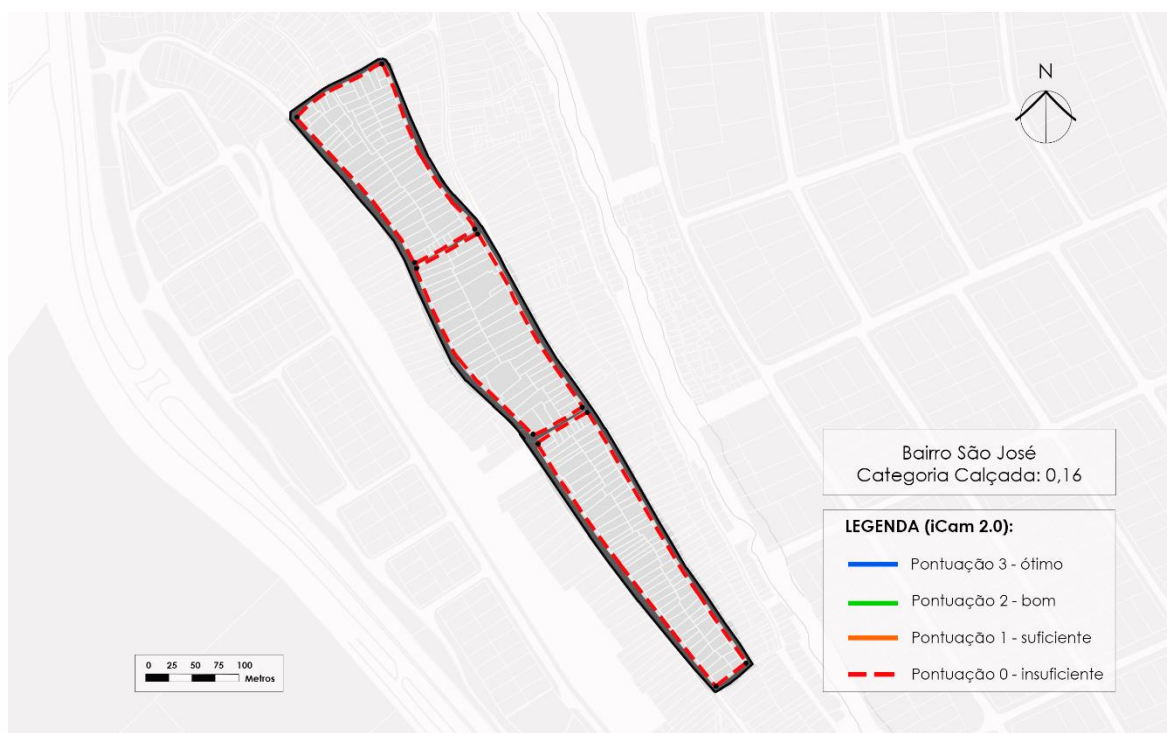 N
Bairro São José
Categoria Calçada: 0,16
LEGENDA (iCam 2.0):
Pontuação 3 - ótimo
Pontuação 2 - bom
Pontuação 1 - suficiente
Pontuação 0 - insuficiente
0 25 50 75 100
Metros